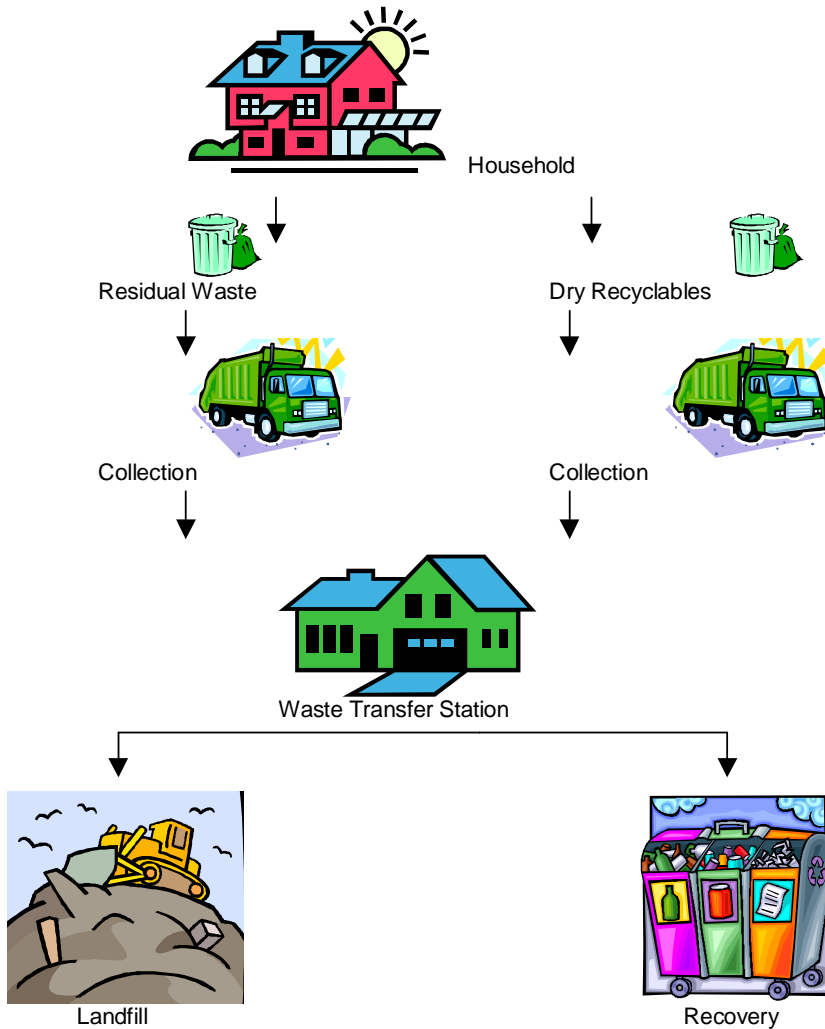 Household
Residual Waste
Dry Recyclables
Collection
Collection
Waste Transfer Station
Landfill
Recovery